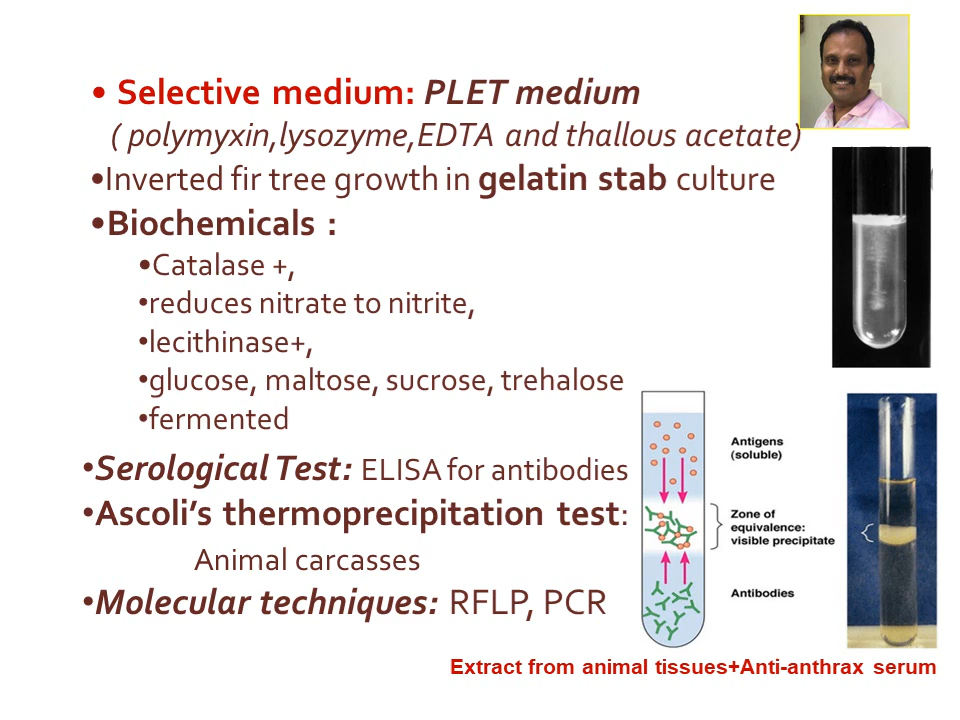 • Selective medium: PLET medium
( polymyxin,lysozyme,EDTA and thallous acetate)
•Inverted fir tree growth in gelatin stab culture
•Biochemicals :
•Catalase +,
•reduces nitrate to nitrite,
•lecithinase+,
•glucose, maltose, sucrose, trehalose
•fermented
•Serological Test: ELISA for antibodies
•Ascoli’s thermoprecipitation test:
Animal carcasses
•Molecular techniques: RFLP, PCR
Antigens
(soluble)
Zone of
equivalence:
visible precipitate
Antibodies
Extract from animal tissues+Anti-anthrax serum